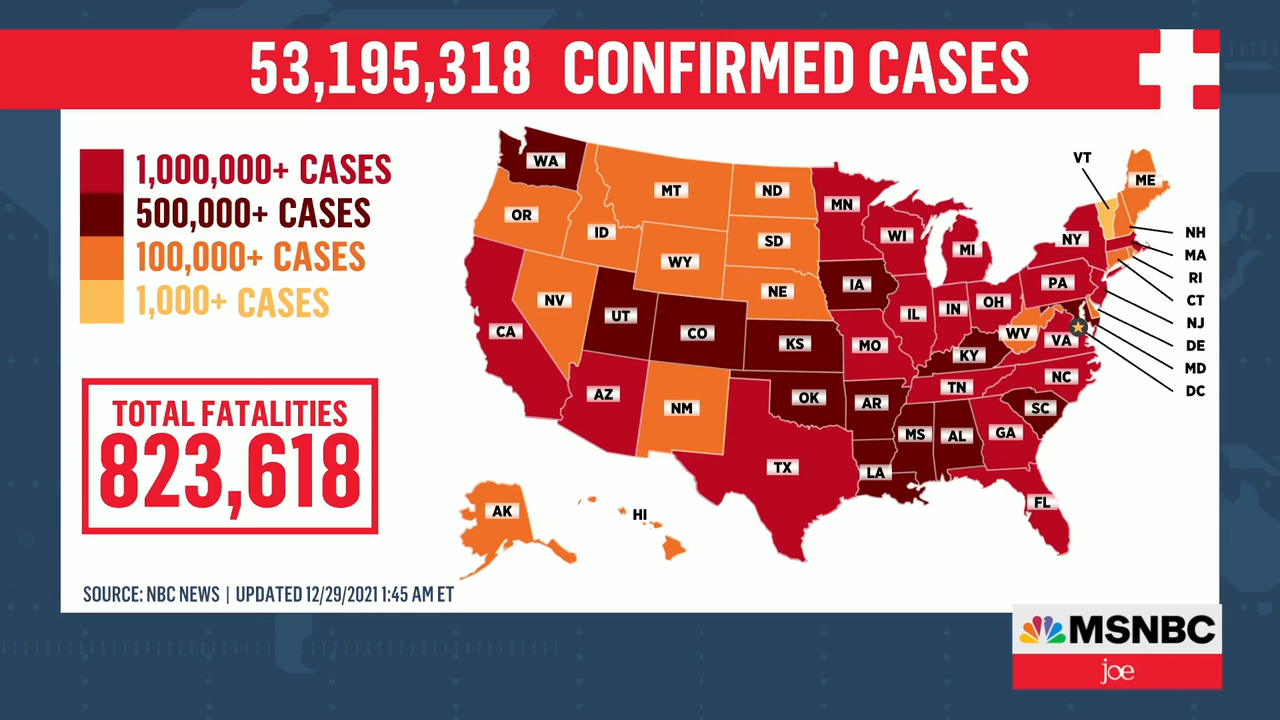 53,195,318 CONFIRMED CASES
1,000,000+ CASES
500,000+ CASES
100,000+ CASES
1,000+ CASES
TOTAL FATALITIES
823,618
WA
OR
CA
NV
ID
MT
WY
UT
AZ
CO
NM
ND
SD
NE
KS
OK
TX
MN
IA
MO
AR
LA
WI
IL
MI
IN
OH
KY
TN
MS
AL
GA
FL
SC
NC
VA
WV
PA
NY
ME
VT
NH
MA
RI
CT
NJ
DE
MD
DC
AK
HI
SOURCE: NBC NEWS | UPDATED 12/29/2021 1:45 AM ET
MSNBC
joe